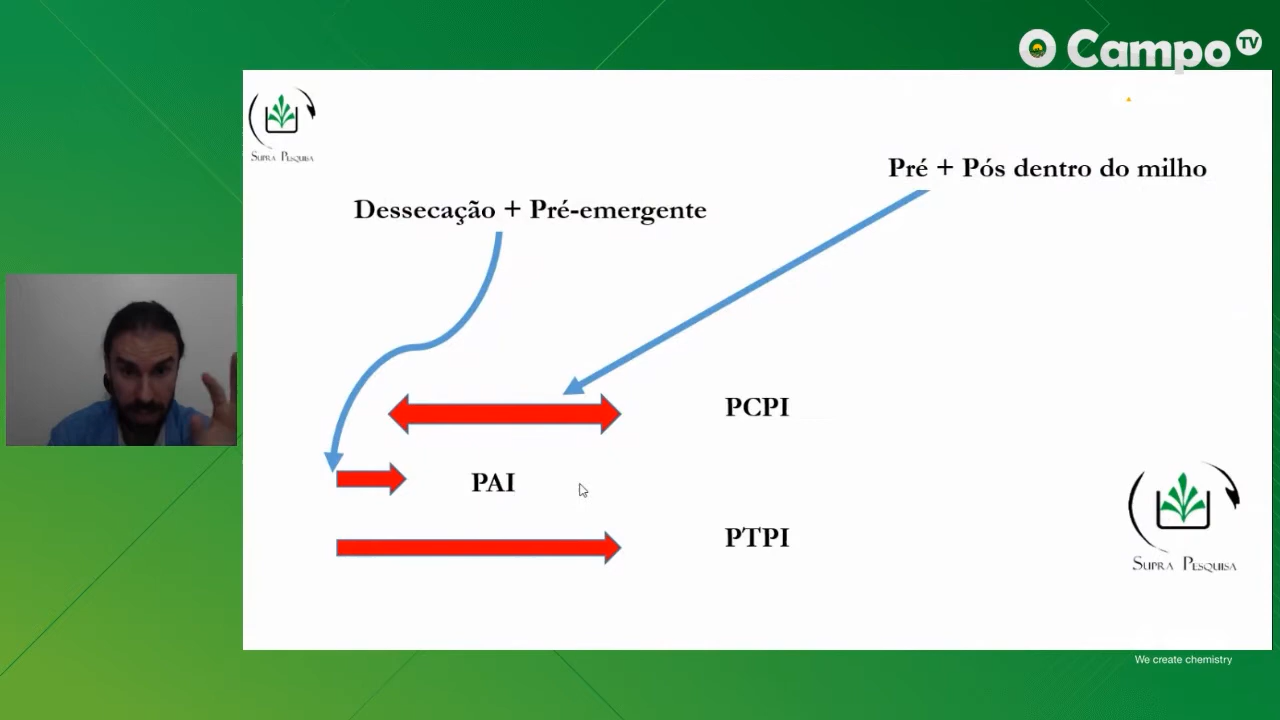 O Campo TV
SUPRA PESQUISA
Pré + Pós dentro do milho
Dessecação + Pré-emergente
PCPI
PAI
PTPI
SUPRA PESQUISA
We create chemistry